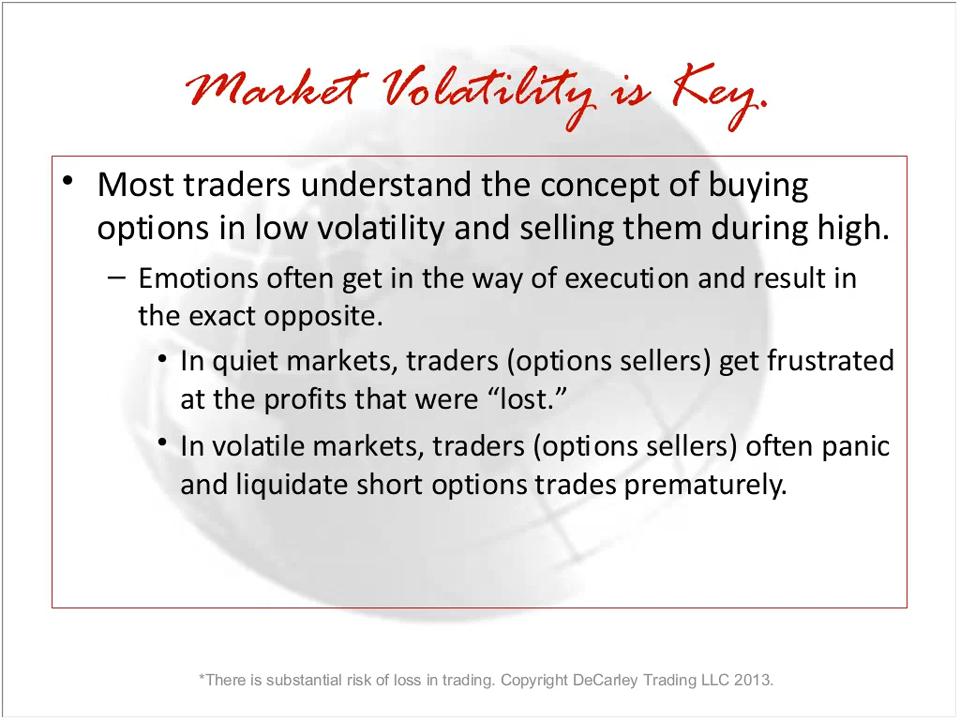 Market Volatility is Key.
• Most traders understand the concept of buying
options in low volatility and selling them during high.
– Emotions often get in the way of execution and result in
the exact opposite.
• In quiet markets, traders (options sellers) get frustrated
at the profits that were “lost.”
• In volatile markets, traders (options sellers) often panic
and liquidate short options trades prematurely.
*There is substantial risk of loss in trading. Copyright DeCarley Trading LLC 2013.